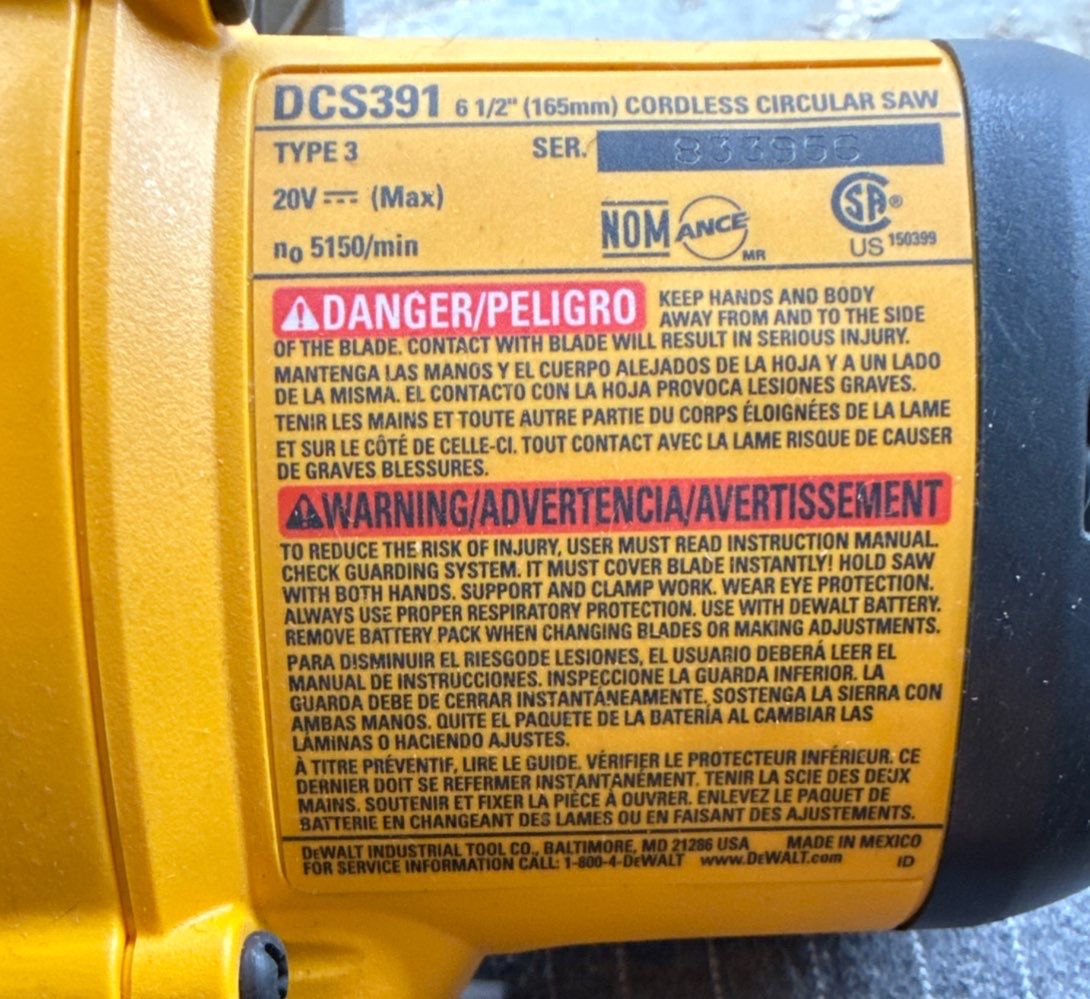 DCS391 6 1/2" (165mm) CORDLESS CIRCULAR SAW
TYPE 3 SER. 833956
20V ⎓ (Max)
NOM ANCE MR
CSA® US 150399
n₀ 5150/min
⚠DANGER/PELIGRO KEEP HANDS AND BODY
AWAY FROM AND TO THE SIDE
OF THE BLADE. CONTACT WITH BLADE WILL RESULT IN SERIOUS INJURY.
MANTENGA LAS MANOS Y EL CUERPO ALEJADOS DE LA HOJA Y A UN LADO
DE LA MISMA. EL CONTACTO CON LA HOJA PROVOCA LESIONES GRAVES.
TENIR LES MAINS ET TOUTE AUTRE PARTIE DU CORPS ÉLOIGNÉES DE LA LAME
ET SUR LE CÔTÉ DE CELLE-CI. TOUT CONTACT AVEC LA LAME RISQUE DE CAUSER
DE GRAVES BLESSURES.
⚠WARNING/ADVERTENCIA/AVERTISSEMENT
TO REDUCE THE RISK OF INJURY, USER MUST READ INSTRUCTION MANUAL.
CHECK GUARDING SYSTEM. IT MUST COVER BLADE INSTANTLY! HOLD SAW
WITH BOTH HANDS. SUPPORT AND CLAMP WORK. WEAR EYE PROTECTION.
ALWAYS USE PROPER RESPIRATORY PROTECTION. USE WITH DEWALT BATTERY.
REMOVE BATTERY PACK WHEN CHANGING BLADES OR MAKING ADJUSTMENTS.
PARA DISMINUIR EL RIESGODE LESIONES, EL USUARIO DEBERÁ LEER EL
MANUAL DE INSTRUCCIONES. INSPECCIONE LA GUARDA INFERIOR. LA
GUARDA DEBE DE CERRAR INSTANTÁNEAMENTE, SOSTENGA LA SIERRA CON
AMBAS MANOS. QUITE EL PAQUETE DE LA BATERÍA AL CAMBIAR LAS
LÁMINAS O HACIENDO AJUSTES.
À TITRE PRÉVENTIF, LIRE LE GUIDE. VÉRIFIER LE PROTECTEUR INFÉRIEUR. CE
DERNIER DOIT SE REFERMER INSTANTANÉMENT. TENIR LA SCIE DES DEUX
MAINS. SOUTENIR ET FIXER LA PIÈCE À OUVRER. ENLEVEZ LE PAQUET DE
BATTERIE EN CHANGEANT DES LAMES OU EN FAISANT DES AJUSTEMENTS.
DEWALT INDUSTRIAL TOOL CO., BALTIMORE, MD 21286 USA MADE IN MEXICO
FOR SERVICE INFORMATION CALL: 1-800-4-DEWALT www.DEWALT.com ID